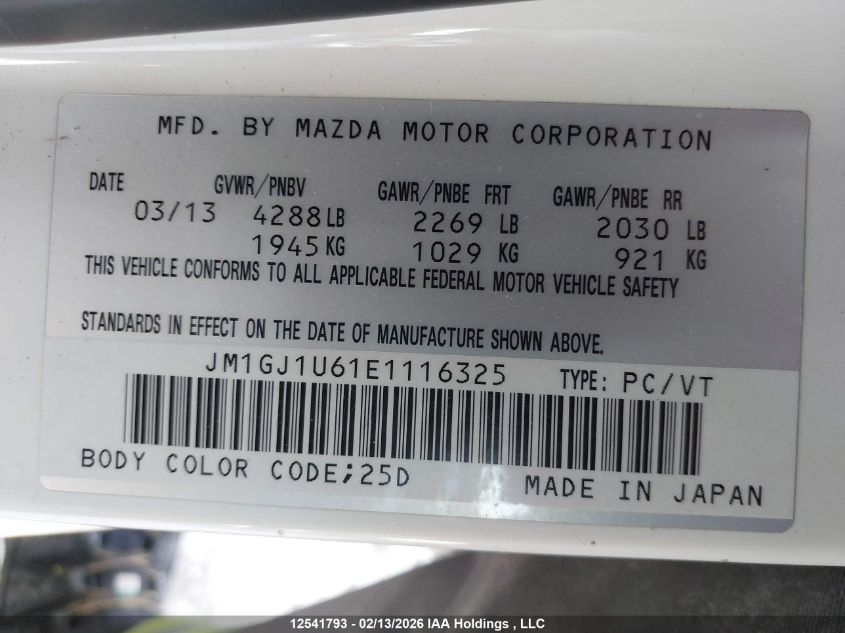 MFD. BY MAZDA MOTOR CORPORATION
DATE GVWR/PNBV GAWR/PNBE FRT GAWR/PNBE RR
03/13 4288 LB 2269 LB 2030 LB
1945 KG 1029 KG 921 KG
THIS VEHICLE CONFORMS TO ALL APPLICABLE FEDERAL MOTOR VEHICLE SAFETY
STANDARDS IN EFFECT ON THE DATE OF MANUFACTURE SHOWN ABOVE.
JM1GJ1U61E1116325 TYPE: PC/VT
BODY COLOR CODE;25D MADE IN JAPAN
12541793 - 02/13/2026 IAA Holdings , LLC